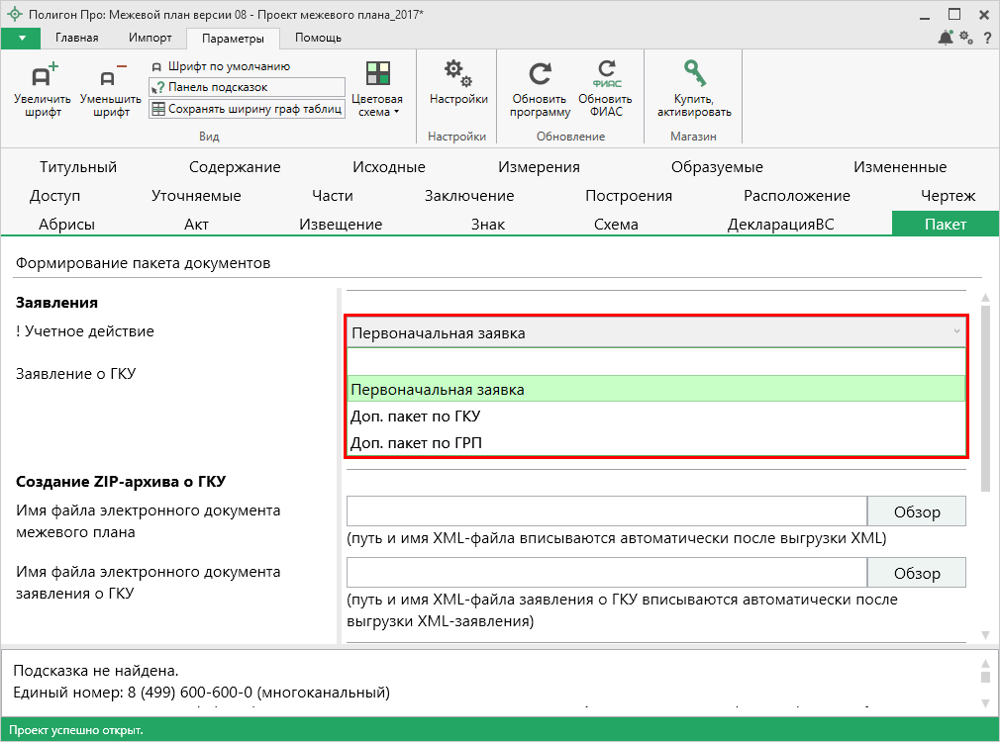 Полигон Про: Межевой план версии 08 - Проект межевого плана_2017*
Главная Импорт Параметры Помощь
Увеличить шрифт
Уменьшить шрифт
Шрифт по умолчанию
Панель подсказок
Сохранять ширину граф таблиц
Цветовая схема
Настройки
Обновить программу
ФИАС
Обновить ФИАС
Купить, активировать
Вид Настройки Обновление Магазин
Титульный Содержание Исходные Измерения Образуемые Измененные
Доступ Уточняемые Части Заключение Построения Расположение Чертеж
Абрисы Акт Извещение Знак Схема ДекларацияВС Пакет
Формирование пакета документов
Заявления
! Учетное действие
Первоначальная заявка
Заявление о ГКУ
Первоначальная заявка
Доп. пакет по ГКУ
Доп. пакет по ГРП
Создание ZIP-архива о ГКУ
Имя файла электронного документа
межевого плана
Обзор
(путь и имя XML-файла вписываются автоматически после выгрузки XML)
Имя файла электронного документа
заявления о ГКУ
Обзор
(путь и имя XML-файла заявления о ГКУ вписываются автоматически после
выгрузки XML-заявления)
Подсказка не найдена.
Единый номер: 8 (499) 600-600-0 (многоканальный)
Проект успешно открыт.